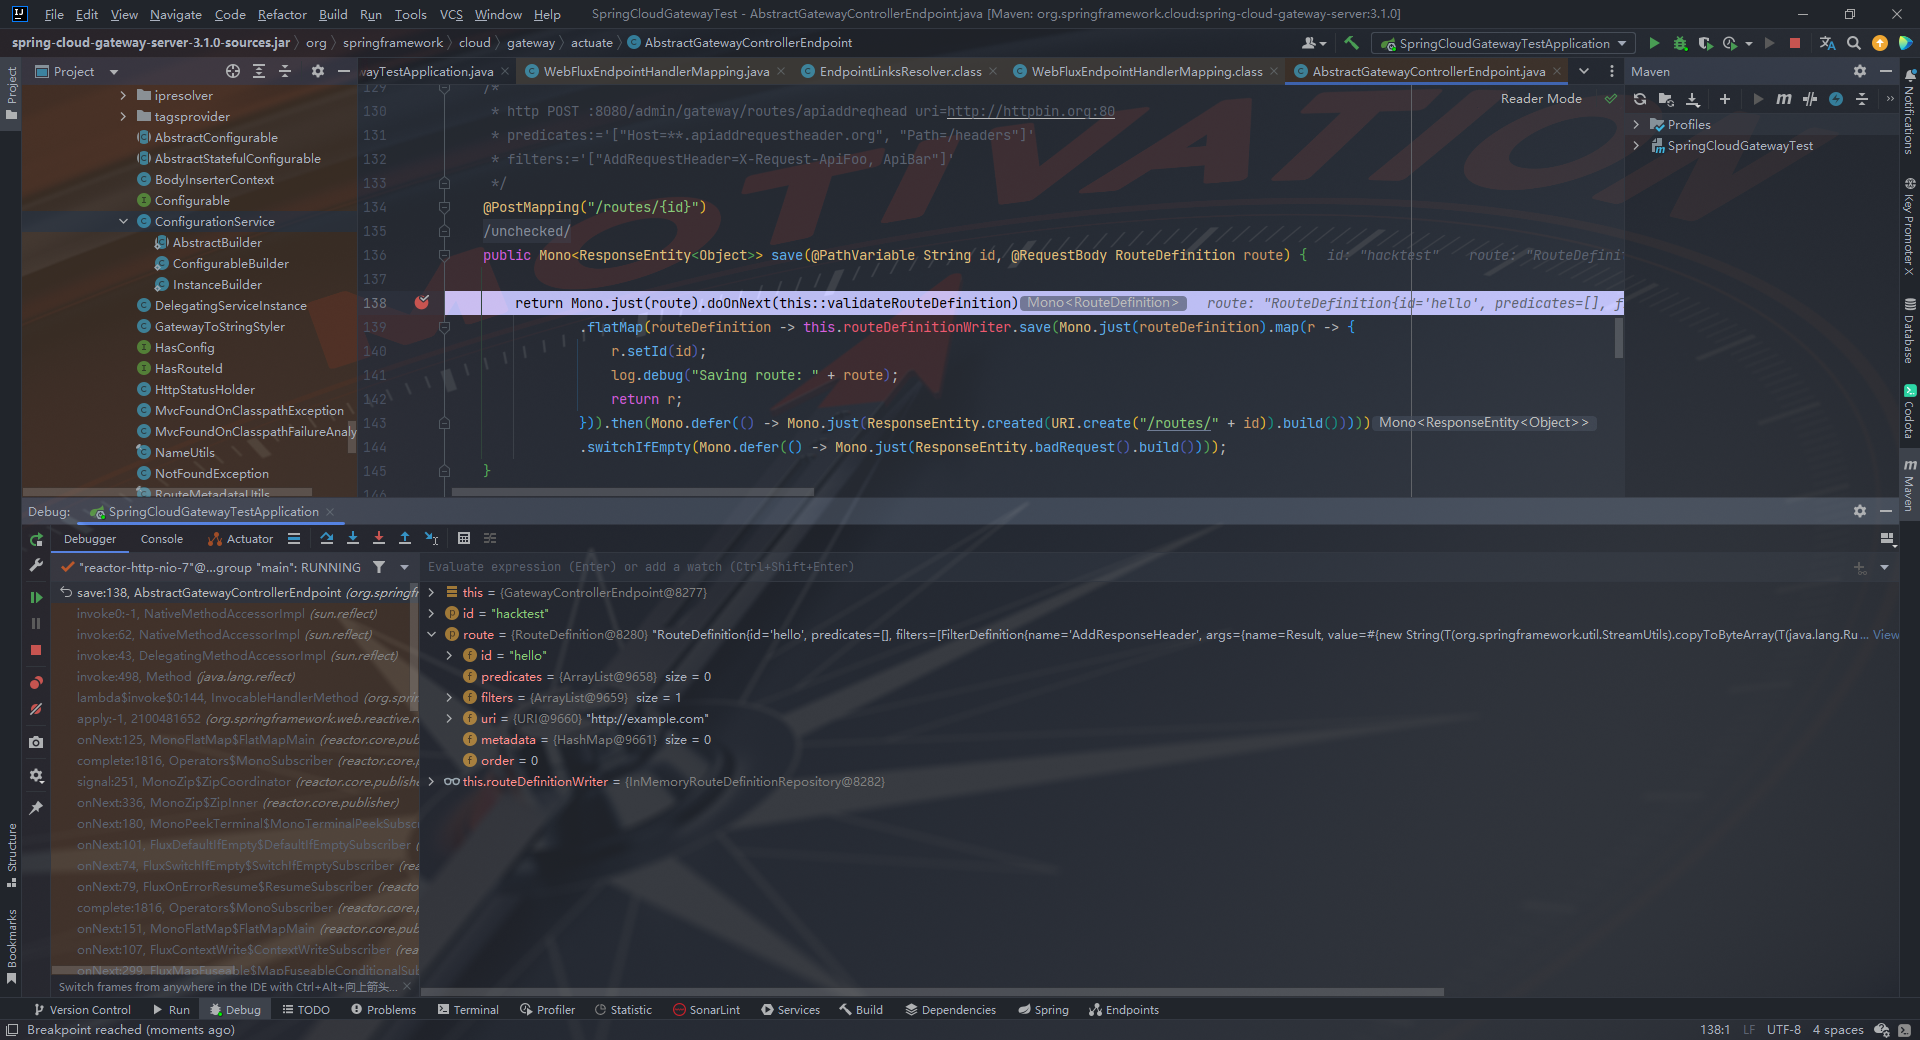 File Edit View Navigate Code Refactor Build Run Tools VCS Window Help SpringCloudGatewayTest - AbstractGatewayControllerEndpoint.java [Maven: org.springframework.cloud:spring-cloud-gateway-server:3.1.0]
spring-cloud-gateway-server-3.1.0-sources.jar org springframework cloud gateway actuate AbstractGatewayControllerEndpoint SpringCloudGatewayTestApplication
Project
Project
wayTestApplication.java WebFluxEndpointHandlerMapping.java EndpointLinksResolver.class WebFluxEndpointHandlerMapping.class AbstractGatewayControllerEndpoint.java
Maven
ipresolver
tagsprovider
AbstractConfigurable
AbstractStatefulConfigurable
BodyInserterContext
Configurable
ConfigurationService
AbstractBuilder
ConfigurableBuilder
InstanceBuilder
DelegatingServiceInstance
GatewayToStringStyler
HasConfig
HasRouteId
HttpStatusHolder
MvcFoundOnClasspathException
MvcFoundOnClasspathFailureAnaly
NameUtils
NotFoundException
RouteMetadataUtils
Reader Mode
129 /*
130 * http POST :8080/admin/gateway/routes/apiaddreqhead uri=http://httpbin.org:80
131 * predicates:='["Host=**.apiaddrequestheader.org", "Path=/headers"]'
132 * filters:='["AddRequestHeader=X-Request-ApiFoo, ApiBar"]'
133 */
134 @PostMapping("/routes/{id}")
135 /unchecked/
136 public Mono<ResponseEntity<Object>> save(@PathVariable String id, @RequestBody RouteDefinition route) { id: "hacktest" route: "RouteDefinit
137
138 return Mono.just(route).doOnNext(this::validateRouteDefinition) Mono<RouteDefinition> route: "RouteDefinition{id='hello', predicates=[], f
139 .flatMap(routeDefinition -> this.routeDefinitionWriter.save(Mono.just(routeDefinition).map(r -> {
140 r.setId(id);
141 log.debug("Saving route: " + route);
142 return r;
143 })).then(Mono.defer(() -> Mono.just(ResponseEntity.created(URI.create("/routes/" + id)).build())))) Mono<ResponseEntity<Object>>
144 .switchIfEmpty(Mono.defer(() -> Mono.just(ResponseEntity.badRequest().build())));
145 }
146
MOTIVATION
Profiles
SpringCloudGatewayTest
Notifications
Key Promoter X
Database
Codota
Maven
Debug: SpringCloudGatewayTestApplication
Debugger Console Actuator
"reactor-http-nio-7"@...group "main": RUNNING
save:138, AbstractGatewayControllerEndpoint (org.springf
invoke0:-1, NativeMethodAccessorImpl (sun.reflect)
invoke:62, NativeMethodAccessorImpl (sun.reflect)
invoke:43, DelegatingMethodAccessorImpl (sun.reflect)
invoke:498, Method (java.lang.reflect)
lambda$invoke$0:144, InvocableHandlerMethod (org.sprin
apply:-1, 2100481652 (org.springframework.web.reactive.r
onNext:125, MonoFlatMap$FlatMapMain (reactor.core.pub
complete:1816, Operators$MonoSubscriber (reactor.core.p
signal:251, MonoZip$ZipCoordinator (reactor.core.publishe
onNext:336, MonoZip$ZipInner (reactor.core.publisher)
onNext:180, MonoPeekTerminal$MonoTerminalPeekSubsc
onNext:101, FluxDefaultIfEmpty$DefaultIfEmptySubscriber (
onNext:74, FluxSwitchIfEmpty$SwitchIfEmptySubscriber (rea
onNext:79, FluxOnErrorResume$ResumeSubscriber (reacto
complete:1816, Operators$MonoSubscriber (reactor.core.p
onNext:151, MonoFlatMap$FlatMapMain (reactor.core.pub
onNext:107, FluxContextWrite$ContextWriteSubscriber (rea
onNext:299, FluxMapFuseable$MapFuseableConditionalSub
Switch frames from anywhere in the IDE with Ctrl+Alt+向上箭头...
Evaluate expression (Enter) or add a watch (Ctrl+Shift+Enter)
this = {GatewayControllerEndpoint@8277}
id = "hacktest"
route = {RouteDefinition@8280} "RouteDefinition{id='hello', predicates=[], filters=[FilterDefinition{name='AddResponseHeader', args={name=Result, value=#{new String(T(org.springframework.util.StreamUtils).copyToByteArray(T(java.lang.Ru ... View
id = "hello"
predicates = {ArrayList@9658} size = 0
filters = {ArrayList@9659} size = 1
uri = {URI@9660} "http://example.com"
metadata = {HashMap@9661} size = 0
order = 0
this.routeDefinitionWriter = {InMemoryRouteDefinitionRepository@8282}
Structure
Bookmarks
Version Control Run Debug TODO Problems Terminal Profiler Statistic SonarLint Services Build Dependencies Spring Endpoints
Breakpoint reached (moments ago) 138:1 LF UTF-8 4 spaces